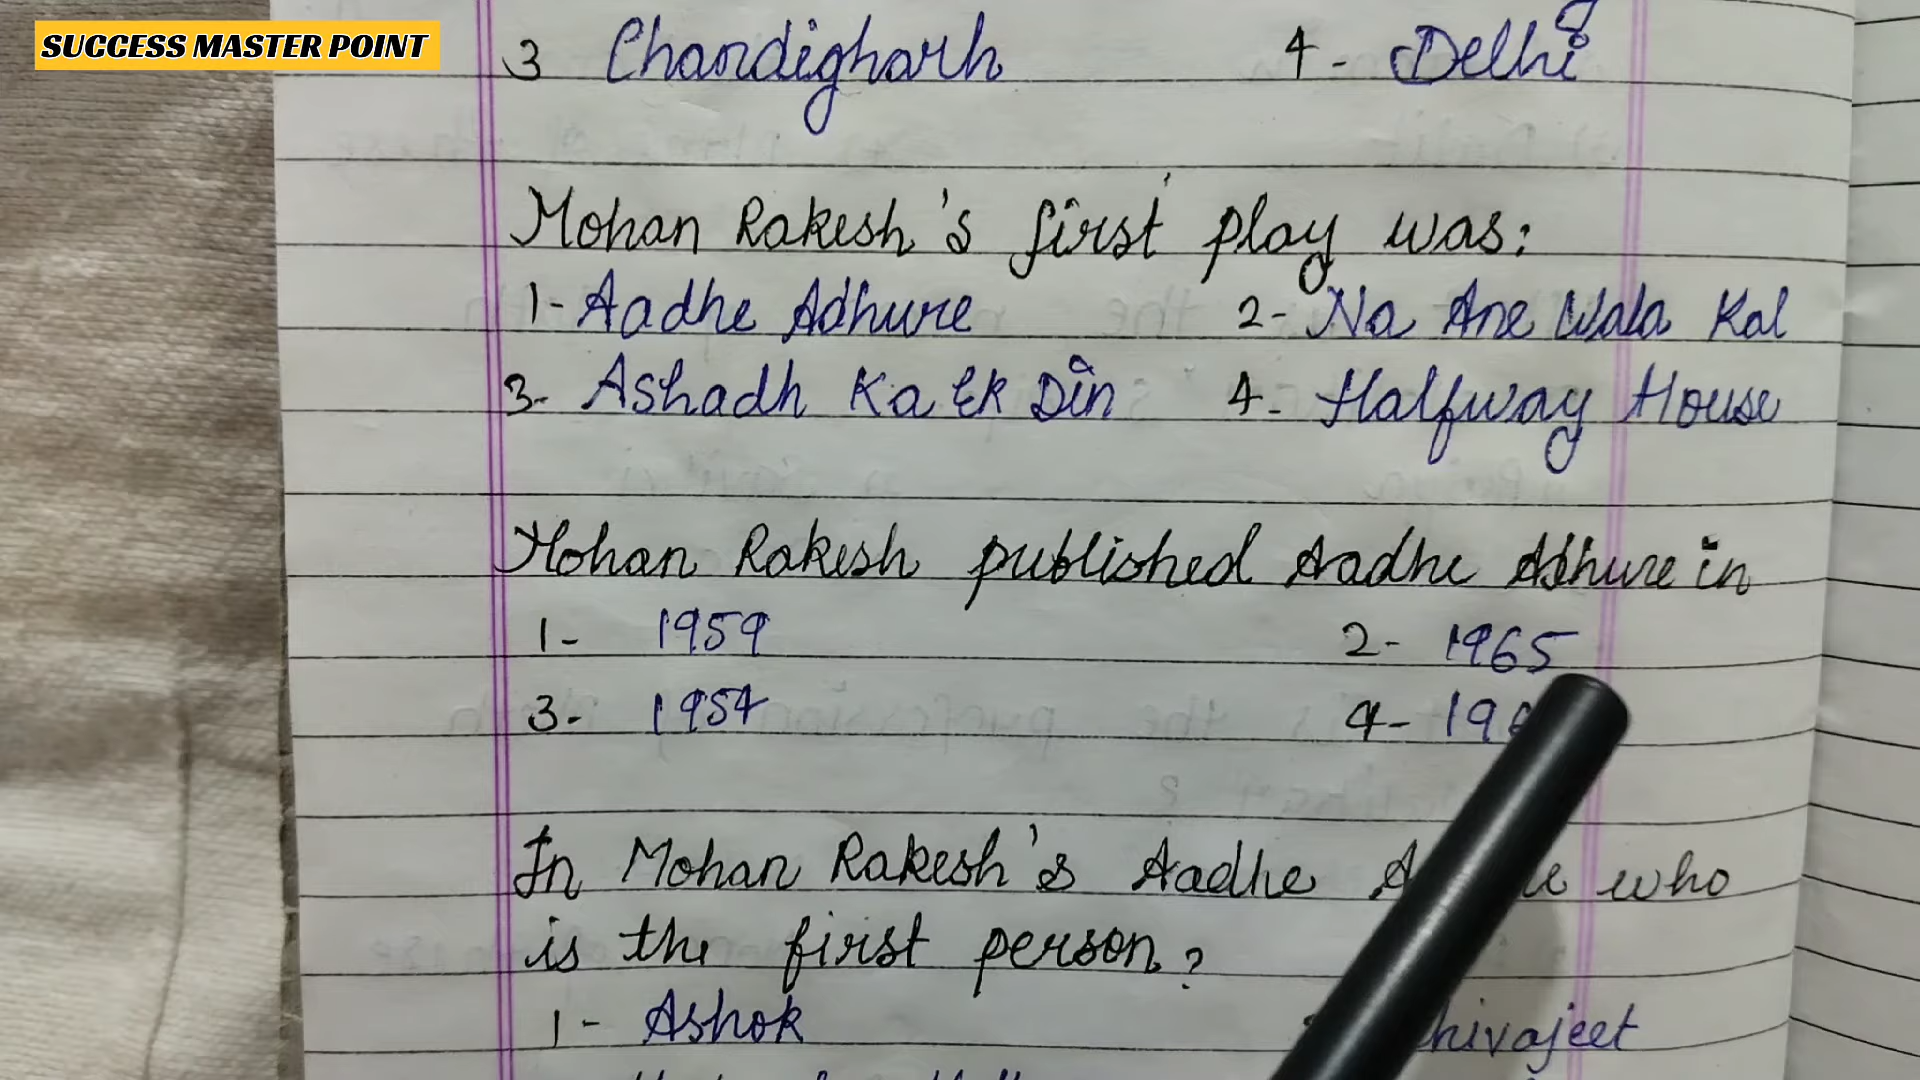 SUCCESS MASTER POINT
3 Chandigharh 4- Delhi
Mohan Rakesh's first play was:
1- Aadhe Adhure 2- Na Ane Wala Kal
3- Ashadh Ka Ek Din 4- Halfway House
Mohan Rakesh published Aadhe Adhure in
1- 1959 2- 1965
3- 1954 4-
In Mohan Rakesh's Aadhe who
is the first person?
1- Ashok